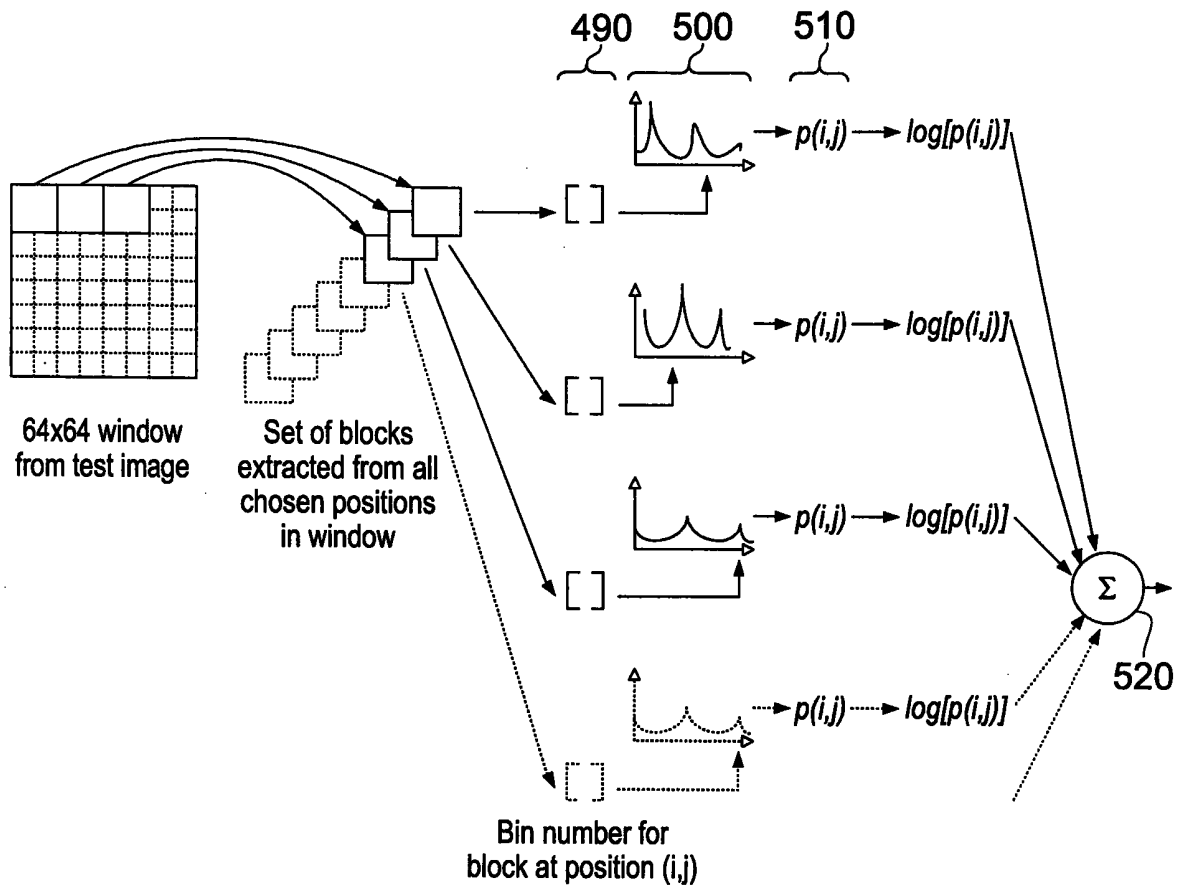 490 500 510
p(i,j) log[p(i,j)]
[ ]
p(i,j) log[p(i,j)]
[ ]
64x64 window
from test image
Set of blocks
extracted from all
chosen positions
in window
p(i,j) log[p(i,j)]
[ ]
Σ
520
p(i,j) log[p(i,j)]
[ ]
Bin number for
block at position (i,j)